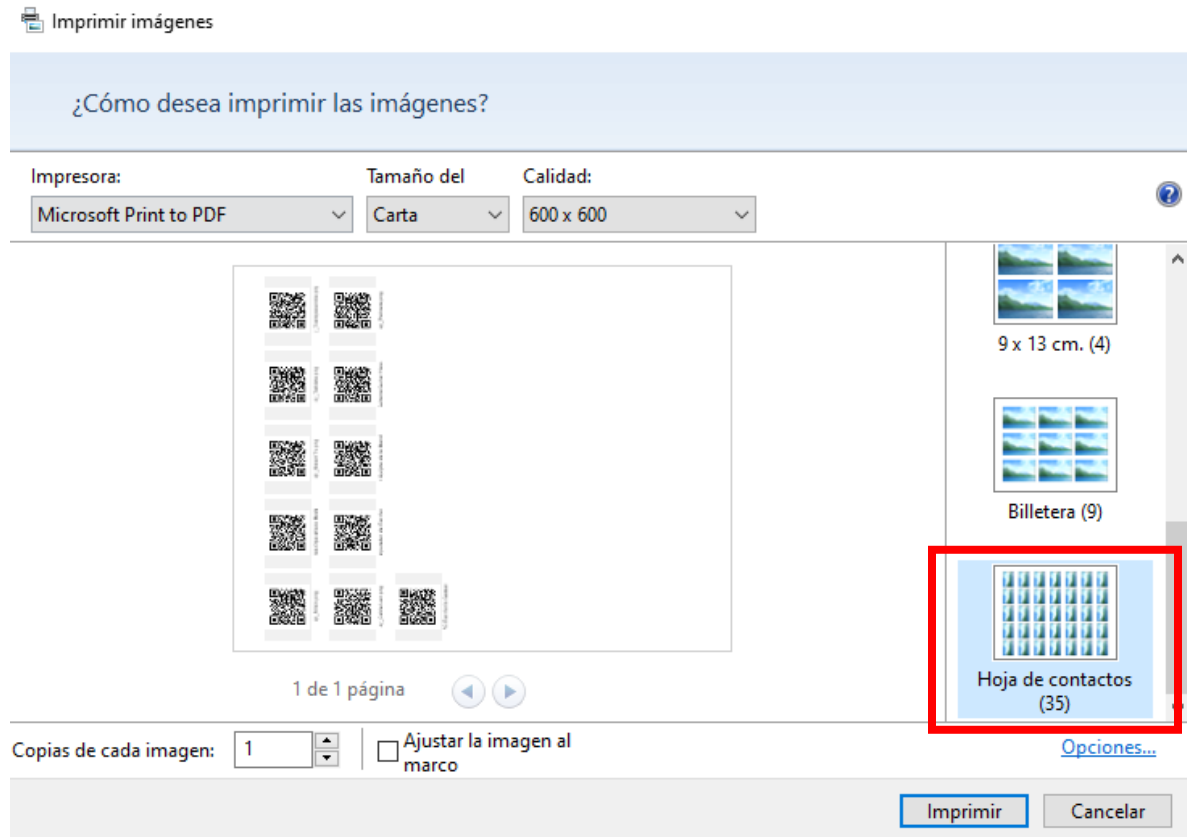 Imprimir imágenes
¿Cómo desea imprimir las imágenes?
Impresora:
Tamaño del
Calidad:
Microsoft Print to PDF
Carta
600 x 600
9 x 13 cm. (4)
Billetera (9)
Hoja de contactos
(35)
1 de 1 página
Copias de cada imagen:
1
Ajustar la imagen al
marco
Opciones...
Imprimir
Cancelar